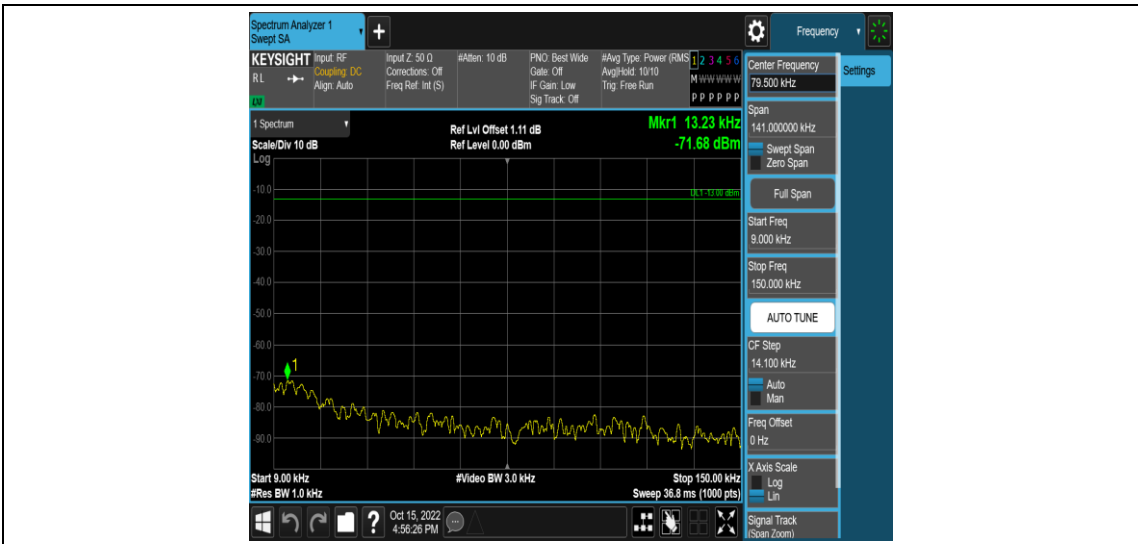 Spectrum Analyzer 1
Swept SA
Frequency
KEYSIGHT
RL
LXI
Input: RF
Coupling: DC
Align: Auto
Input Z: 50 Ω
Corrections: Off
Freq Ref: Int (S)
#Atten: 10 dB
PNO: Best Wide
Gate: Off
IF Gain: Low
Sig Track: Off
#Avg Type: Power (RMS
Avg|Hold: 10/10
Trig: Free Run
1 2 3 4 5 6
M W W W W W
P P P P P P
Center Frequency
79.500 kHz
Settings
Span
141.000000 kHz
Swept Span
Zero Span
Full Span
Start Freq
9.000 kHz
Stop Freq
150.000 kHz
AUTO TUNE
CF Step
14.100 kHz
Auto
Man
Freq Offset
0 Hz
X Axis Scale
Log
Lin
Signal Track
(Span Zoom)
1 Spectrum
Scale/Div 10 dB
Log
Ref Lvl Offset 1.11 dB
Ref Level 0.00 dBm
Mkr1 13.23 kHz
-71.68 dBm
DL1 -13.00 dBm
-10.0
-20.0
-30.0
-40.0
-50.0
-60.0
-70.0
-80.0
-90.0
1
Start 9.00 kHz
#Res BW 1.0 kHz
#Video BW 3.0 kHz
Stop 150.00 kHz
Sweep 36.8 ms (1000 pts)
?
Oct 15, 2022
4:56:26 PM